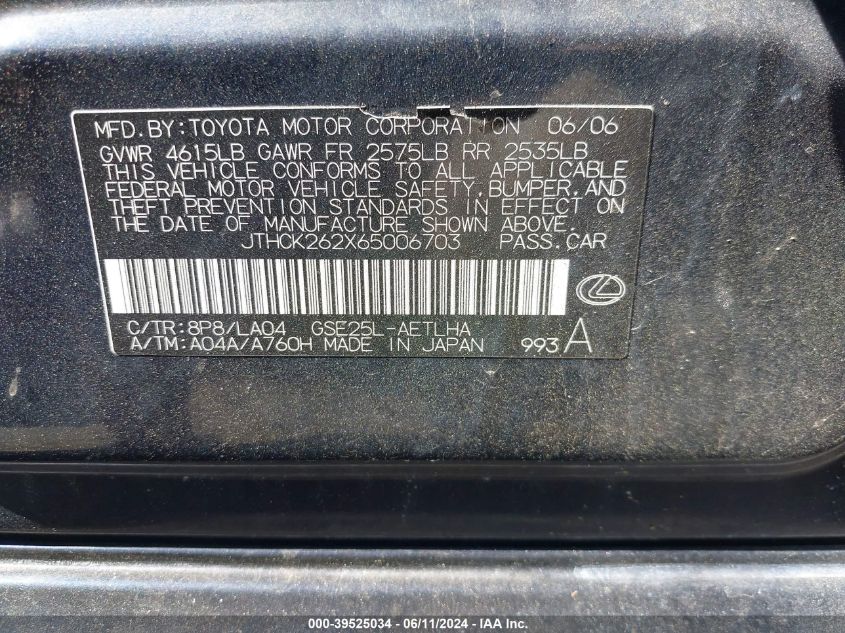 MFD.BY:TOYOTA MOTOR CORPORATION 06/06
GVWR 4615LB GAWR FR 2575LB RR 2535LB
THIS VEHICLE CONFORMS TO ALL APPLICABLE
FEDERAL MOTOR VEHICLE SAFETY,BUMPER,AND
THEFT PREVENTION STANDARDS IN EFFECT ON
THE DATE OF MANUFACTURE SHOWN ABOVE.
JTHCK262X65006703 PASS.CAR
C/TR:8P8/LA04 GSE25L-AETLHA
A/TM:A04A/A760H MADE IN JAPAN 993 A
000-39525034 - 06/11/2024 - IAA Inc.